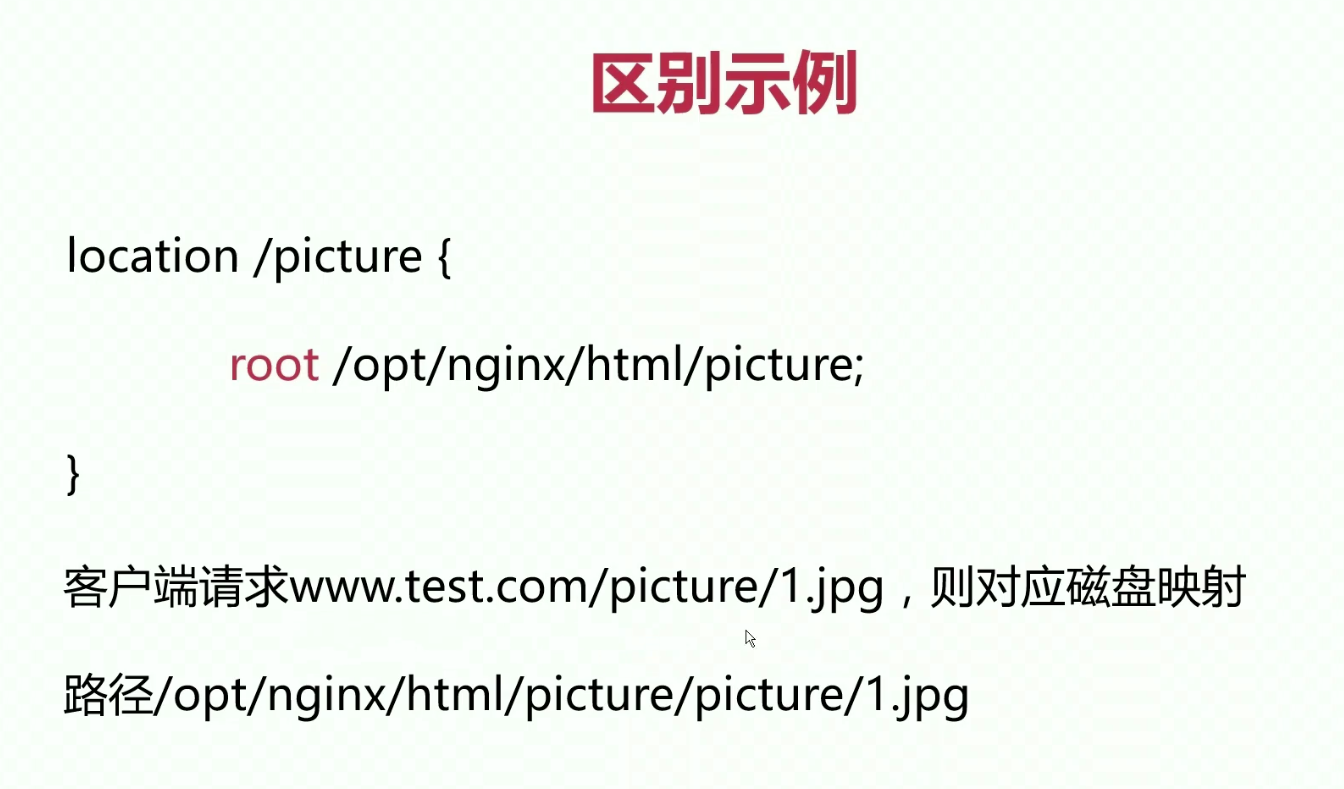 区别示例
location /picture {
root /opt/nginx/html/picture;
}
客户端请求www.test.com/picture/1.jpg，则对应磁盘映射
路径/opt/nginx/html/picture/picture/1.jpg